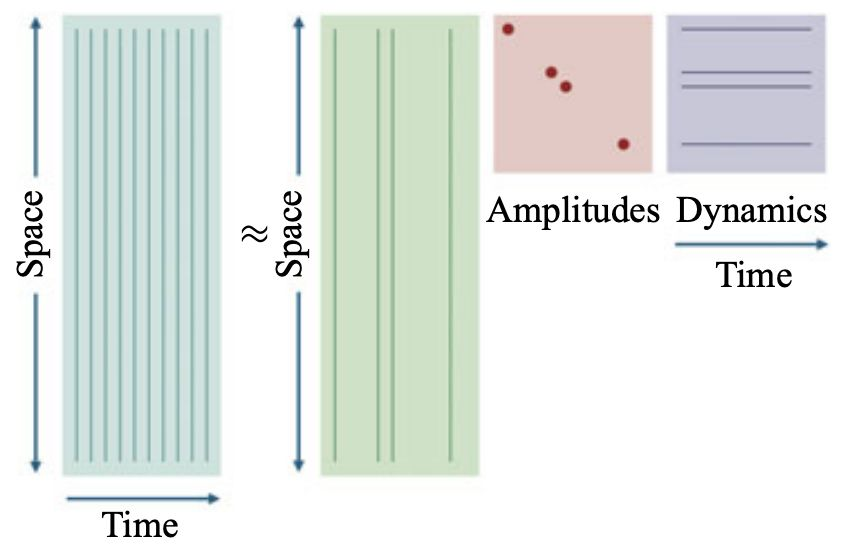 Space
Time
≈
Space
Amplitudes
Dynamics
Time